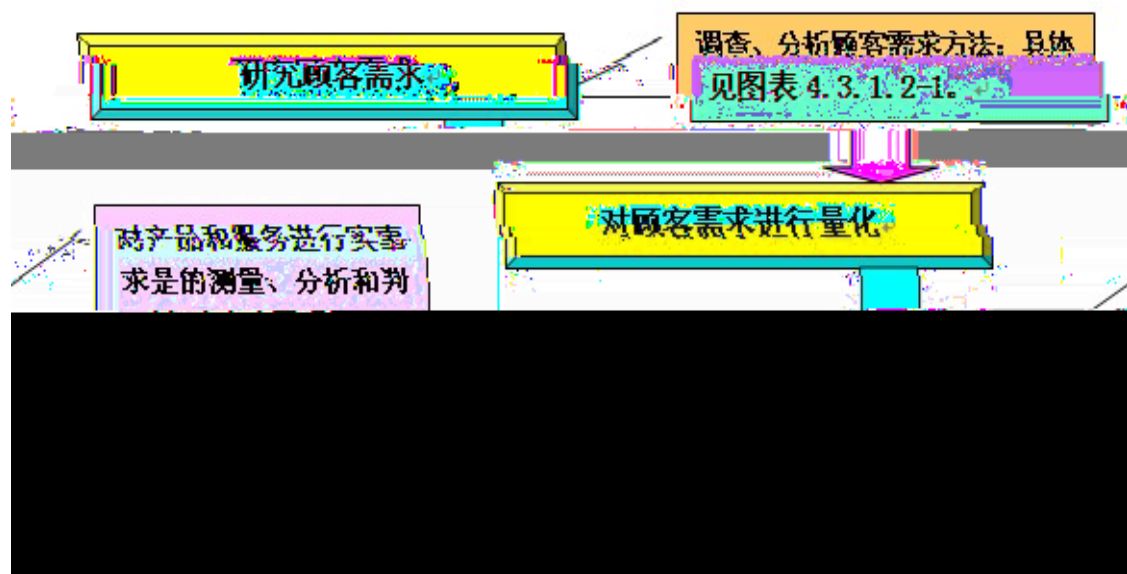 研究顾客需求
调查、分析顾客需求方法：具体
见图表 4.3.1.2-1。
对顾客需求进行量化
对产品和服务进行实事
求是的测量、分析和判